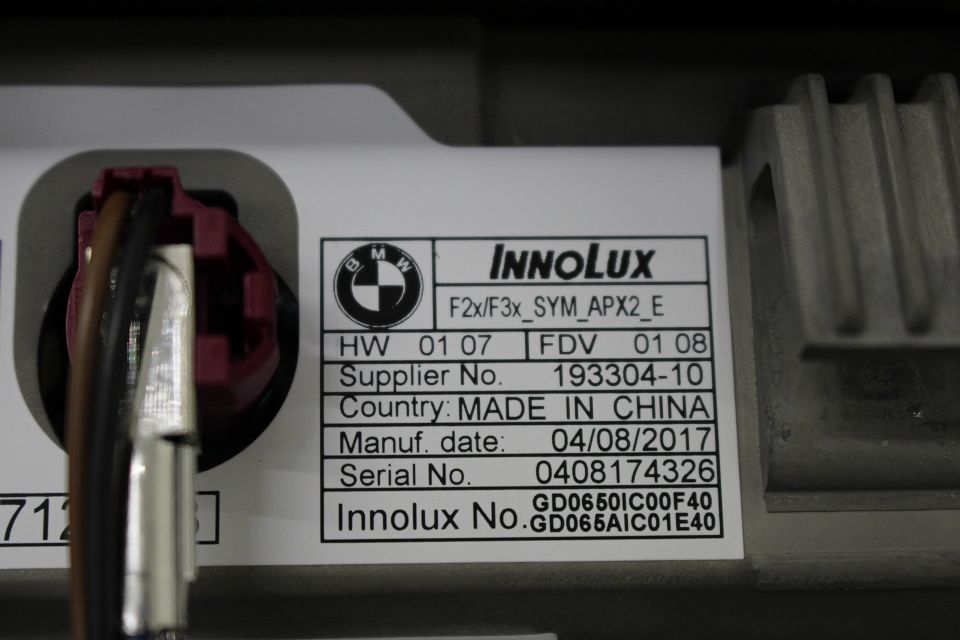 BMW
INNOLUX
F2x/F3x_SYM_APX2_E
HW 01 07 FDV 01 08
Supplier No. 193304-10
Country: MADE IN CHINA
Manuf. date: 04/08/2017
Serial No. 0408174326
Innolux No. GD0650IC00F40
GD065AIC01E40